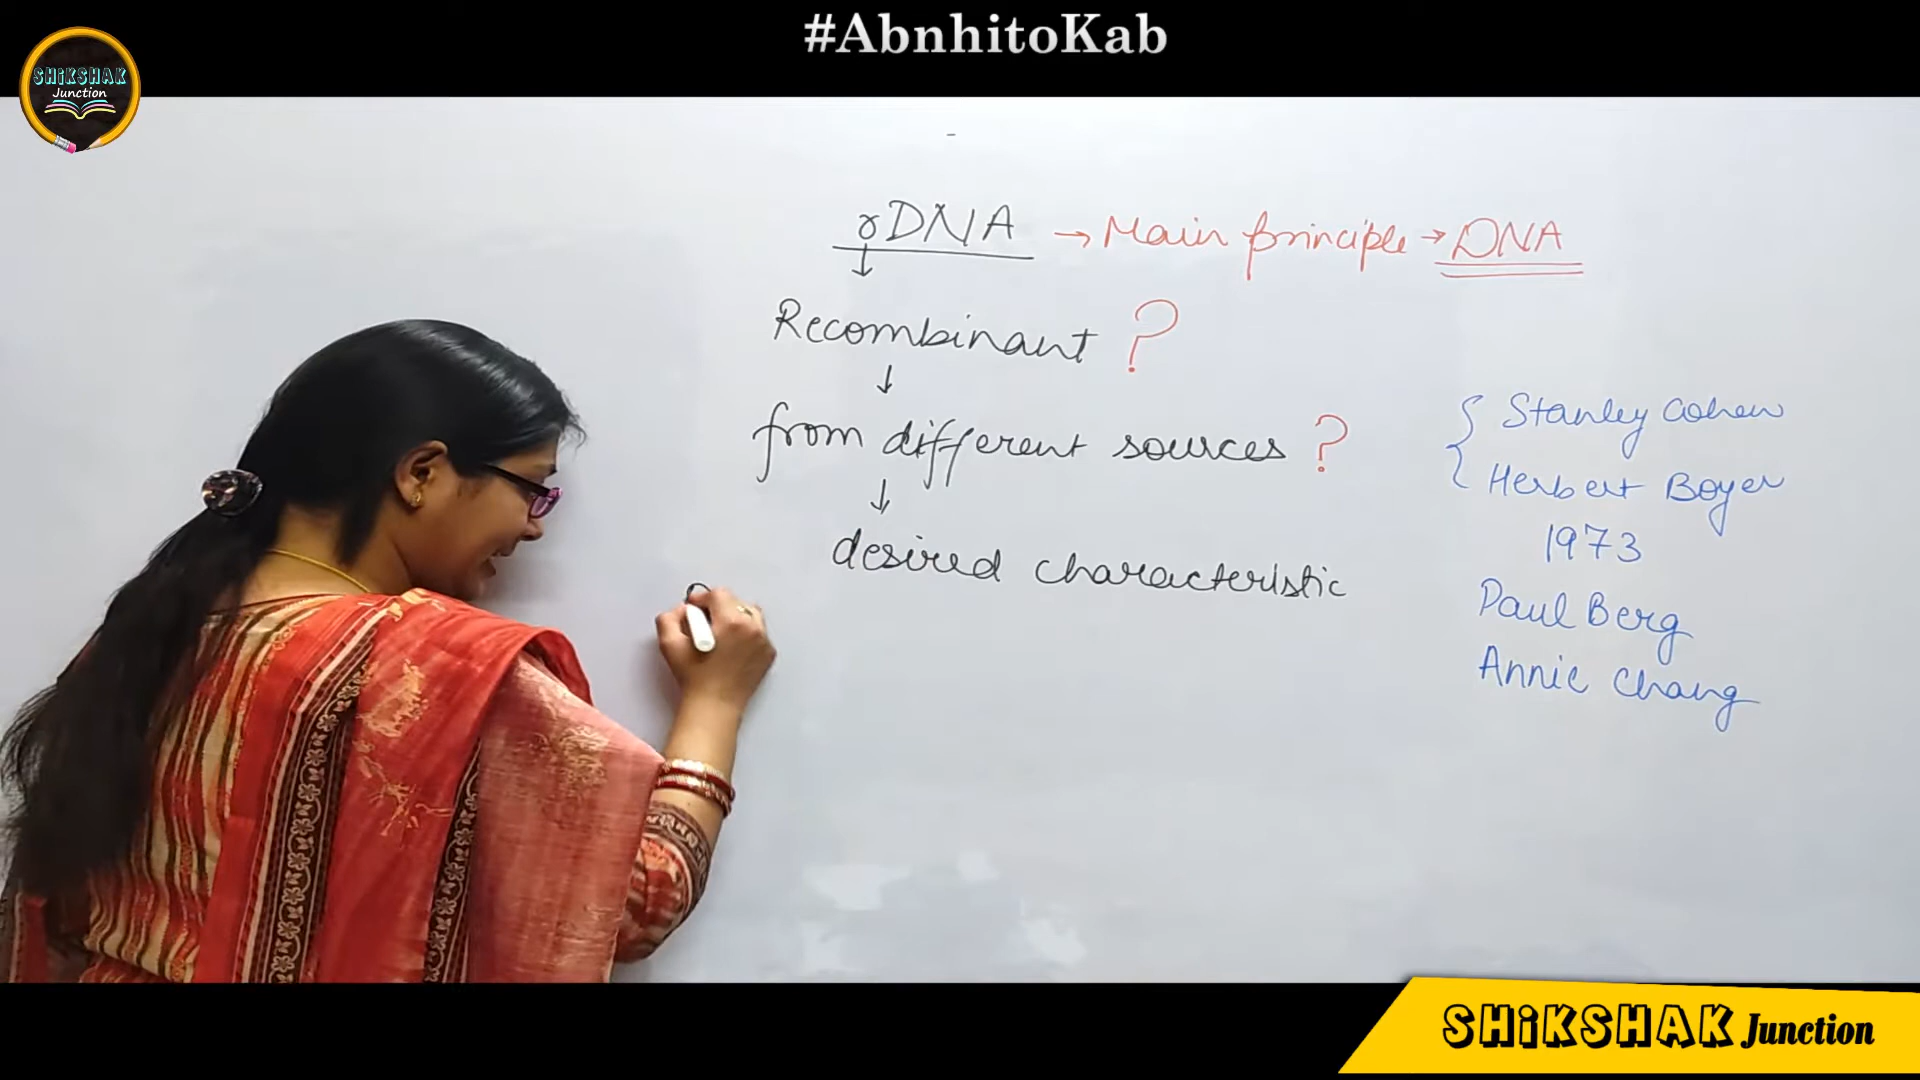 #AbnhitoKab
SHiKSHAK
Junction
rDNA → Main principle → DNA
↓
Recombinant ?
↓
from different sources ?
↓
desired characteristic
{ Stanley Cohen
Herbert Boyer
1973
Paul Berg
Annie Chang
SHiKSHAK Junction